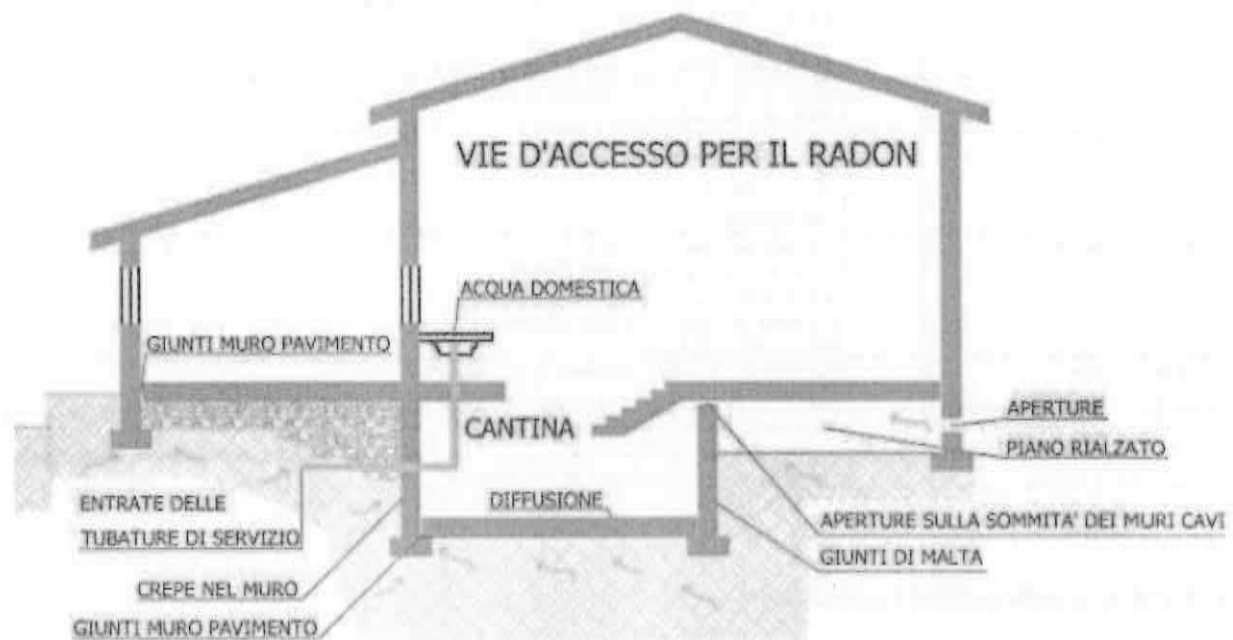 VIE D'ACCESSO PER IL RADON
ACQUA DOMESTICA
GIUNTI MURO PAVIMENTO
CANTINA
APERTURE
PIANO RIALZATO
ENTRATE DELLE
TUBATURE DI SERVIZIO
DIFFUSIONE
APERTURE SULLA SOMMITA' DEI MURI CAVI
GIUNTI DI MALTA
CREPE NEL MURO
GIUNTI MURO PAVIMENTO